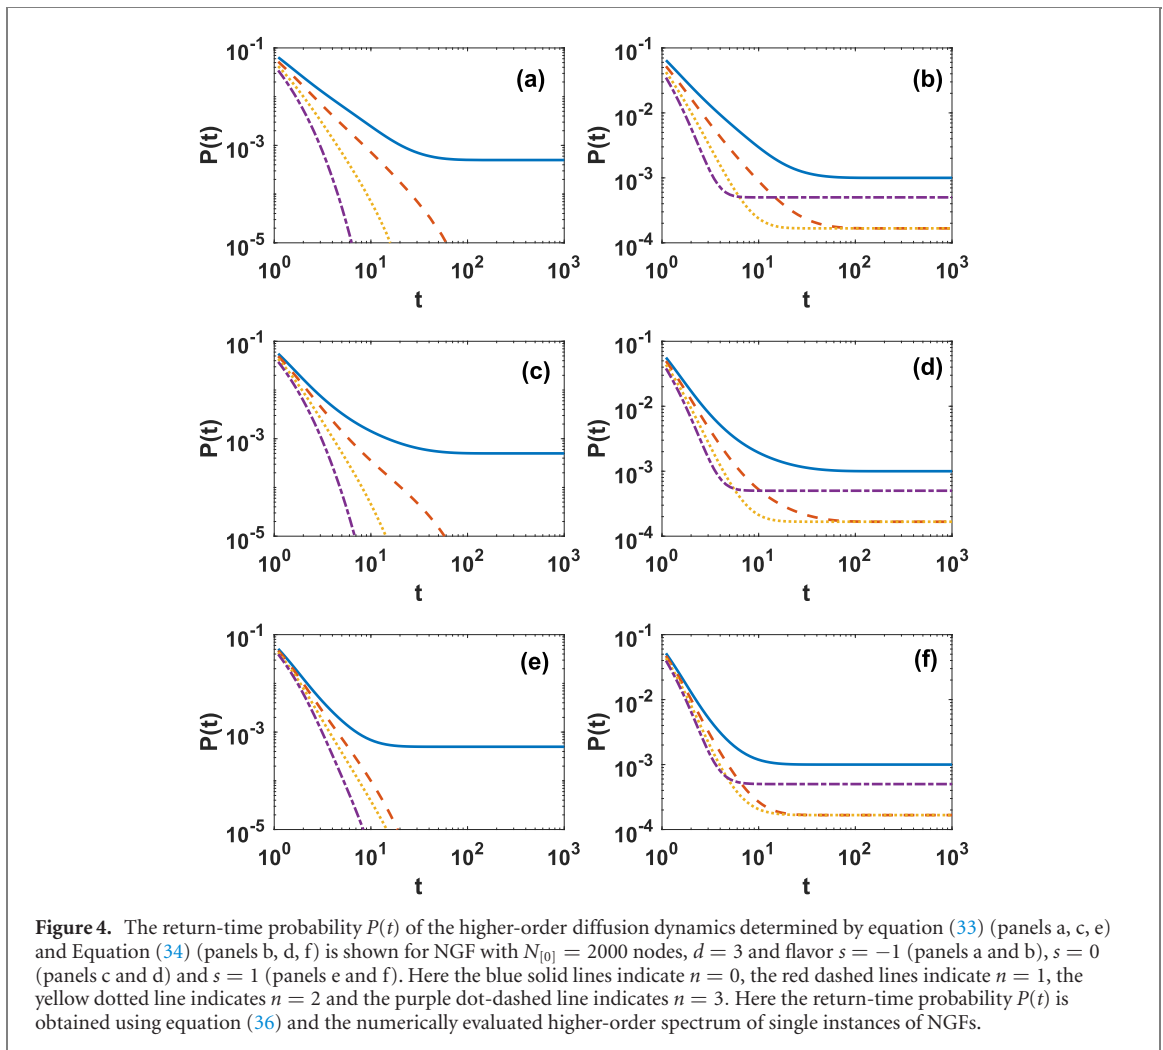 (a)
P(t)
10^-1
10^-3
10^-5
10^0 10^1 10^2 10^3
t
(b)
P(t)
10^-1
10^-2
10^-3
10^-4
10^0 10^1 10^2 10^3
t
(c)
P(t)
10^-1
10^-3
10^-5
10^0 10^1 10^2 10^3
t
(d)
P(t)
10^-1
10^-2
10^-3
10^-4
10^0 10^1 10^2 10^3
t
(e)
P(t)
10^-1
10^-3
10^-5
10^0 10^1 10^2 10^3
t
(f)
P(t)
10^-1
10^-2
10^-3
10^-4
10^0 10^1 10^2 10^3
t
Figure 4. The return-time probability P(t) of the higher-order diffusion dynamics determined by equation (33) (panels a, c, e)
and Equation (34) (panels b, d, f) is shown for NGF with N[0] = 2000 nodes, d = 3 and flavor s = −1 (panels a and b), s = 0
(panels c and d) and s = 1 (panels e and f). Here the blue solid lines indicate n = 0, the red dashed lines indicate n = 1, the
yellow dotted line indicates n = 2 and the purple dot-dashed line indicates n = 3. Here the return-time probability P(t) is
obtained using equation (36) and the numerically evaluated higher-order spectrum of single instances of NGFs.